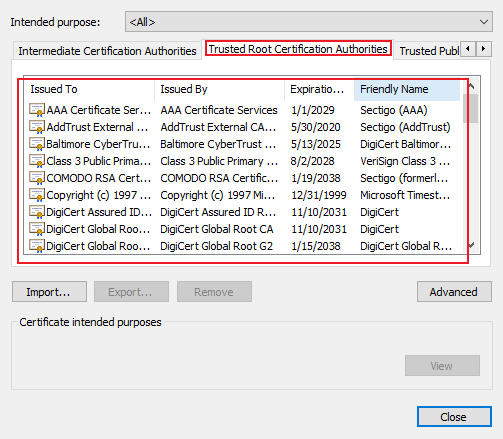 Intended purpose: <All>
Intermediate Certification Authorities Trusted Root Certification Authorities Trusted Publ
Issued To Issued By Expiratio... Friendly Name
AAA Certificate Ser... AAA Certificate Services 1/1/2029 Sectigo (AAA)
AddTrust External ... AddTrust External CA... 5/30/2020 Sectigo (AddTrust)
Baltimore CyberTru... Baltimore CyberTrust ... 5/13/2025 DigiCert Baltimor...
Class 3 Public Prima... Class 3 Public Primary ... 8/2/2028 VeriSign Class 3 ...
COMODO RSA Cert... COMODO RSA Certific... 1/19/2038 Sectigo (formerl...
Copyright (c) 1997 ... Copyright (c) 1997 Mi... 12/31/1999 Microsoft Timest...
DigiCert Assured ID... DigiCert Assured ID R... 11/10/2031 DigiCert
DigiCert Global Roo... DigiCert Global Root CA 11/10/2031 DigiCert
DigiCert Global Roo... DigiCert Global Root G2 1/15/2038 DigiCert Global R...
Import... Export... Remove Advanced
Certificate intended purposes
View
Close